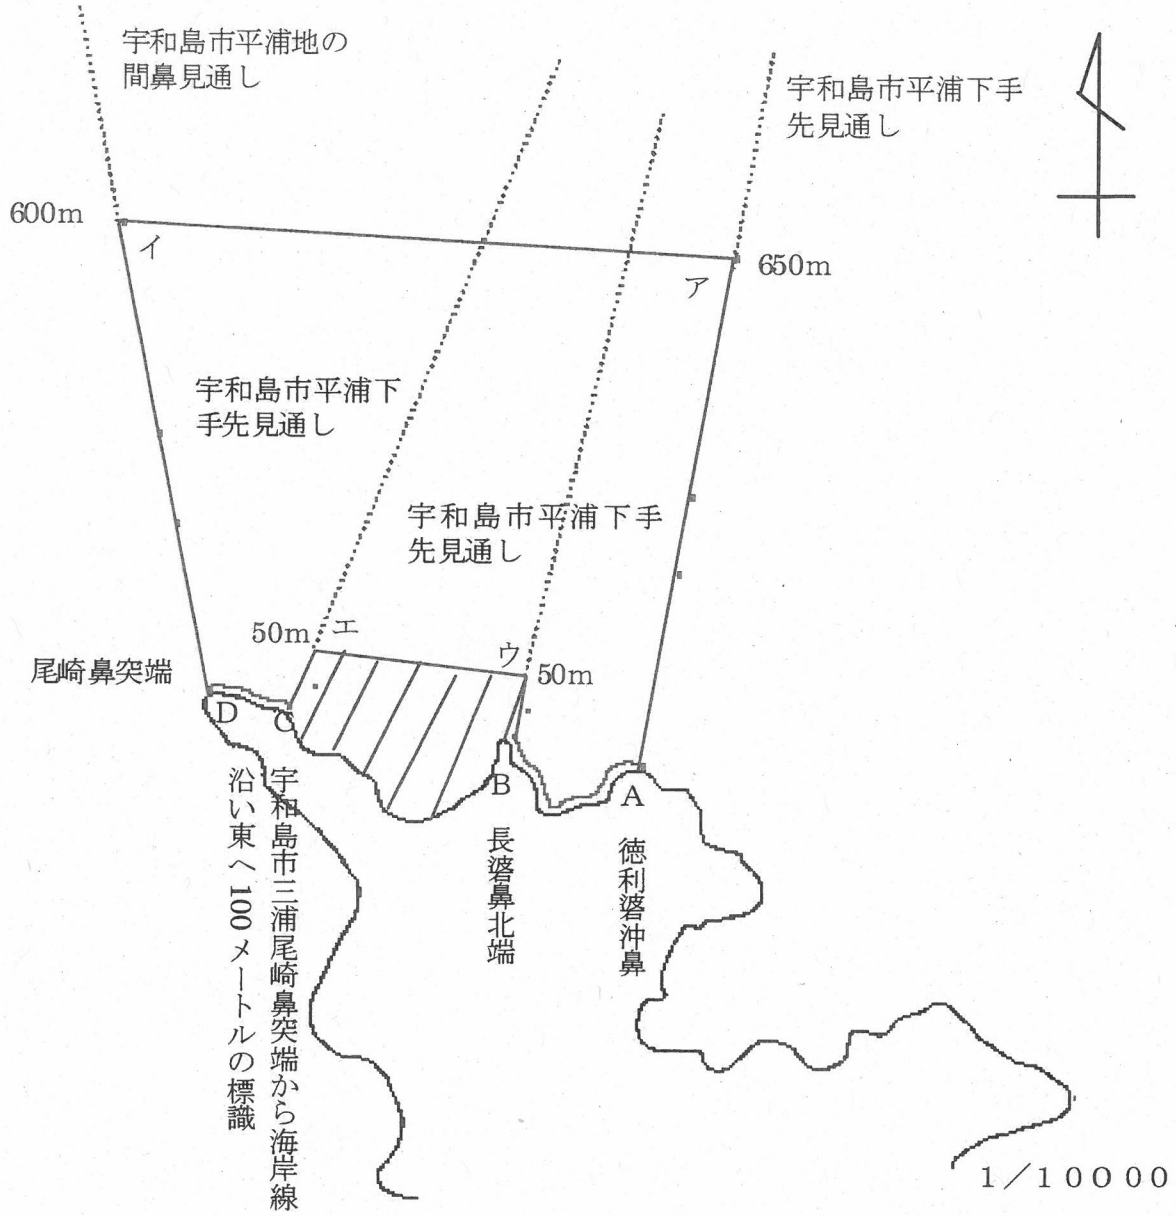 宇和島市平浦地の
間鼻見通し
宇和島市平浦下手
先見通し
600m
イ
ア
650m
宇和島市平浦下
手先見通し
宇和島市平浦下手
先見通し
50m
エ
ウ
50m
尾崎鼻突端
D
C
B
A
宇和島市三浦尾崎鼻突端から海岸線
沿い東へ100メートルの標識
長碆鼻北端
徳利碆沖鼻
1/10000